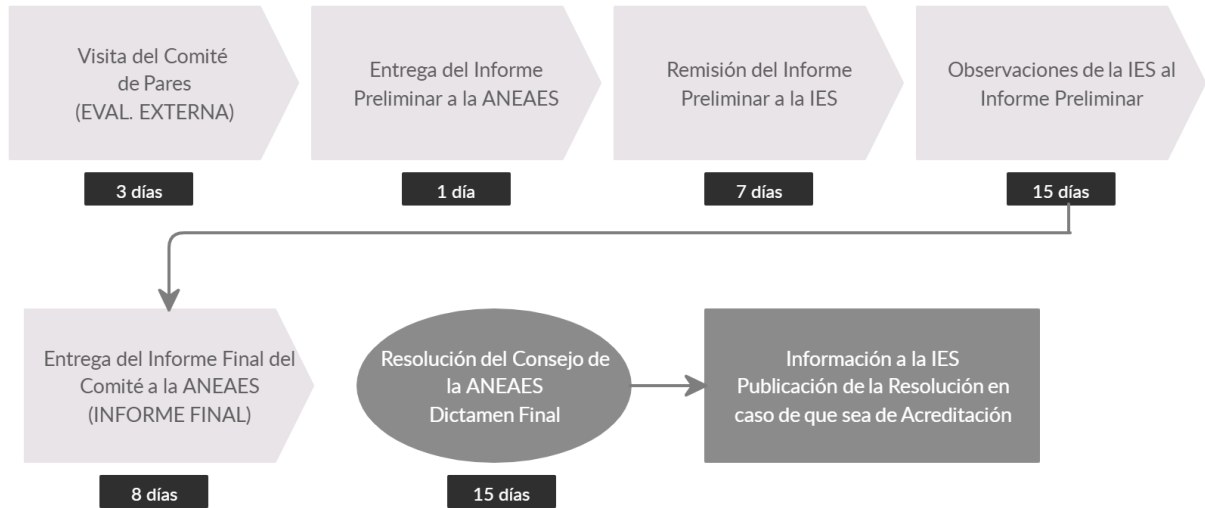 Visita del Comité
de Pares
(EVAL. EXTERNA)
Entrega del Informe
Preliminar a la ANEAES
Remisión del Informe
Preliminar a la IES
Observaciones de la IES al
Informe Preliminar
3 días
1 día
7 días
15 días
Entrega del Informe Final del
Comité a la ANEAES
(INFORME FINAL)
Resolución del Consejo de
la ANEAES
Dictamen Final
Información a la IES
Publicación de la Resolución en
caso de que sea de Acreditación
8 días
15 días